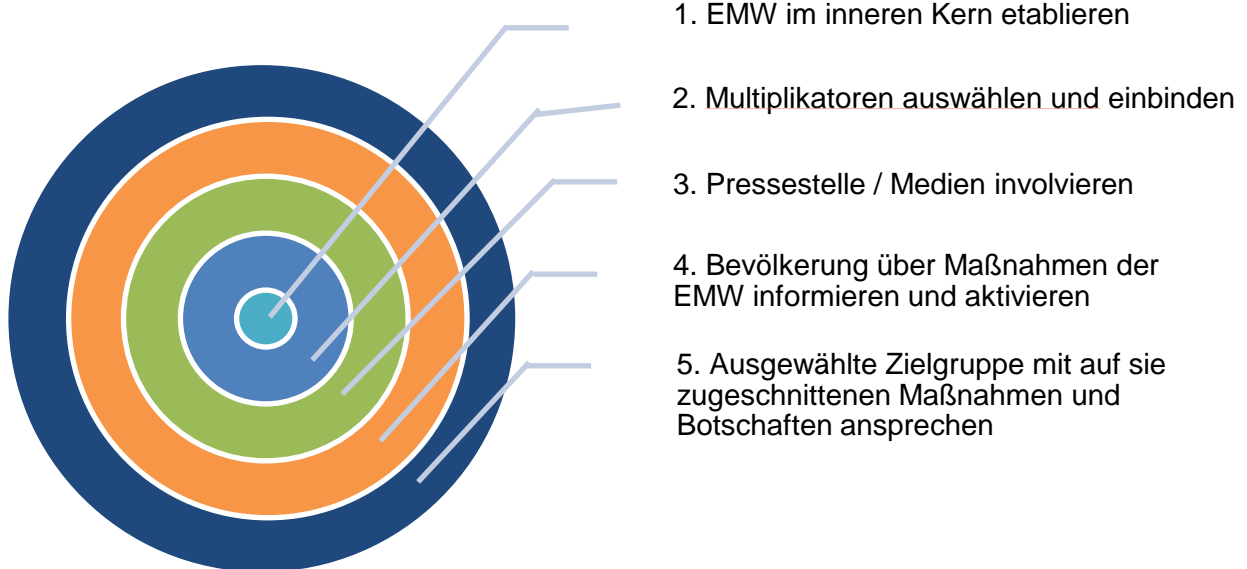 1. EMW im inneren Kern etablieren
2. Multiplikatoren auswählen und einbinden
3. Pressestelle / Medien involvieren
4. Bevölkerung über Maßnahmen der
EMW informieren und aktivieren
5. Ausgewählte Zielgruppe mit auf sie
zugeschnittenen Maßnahmen und
Botschaften ansprechen